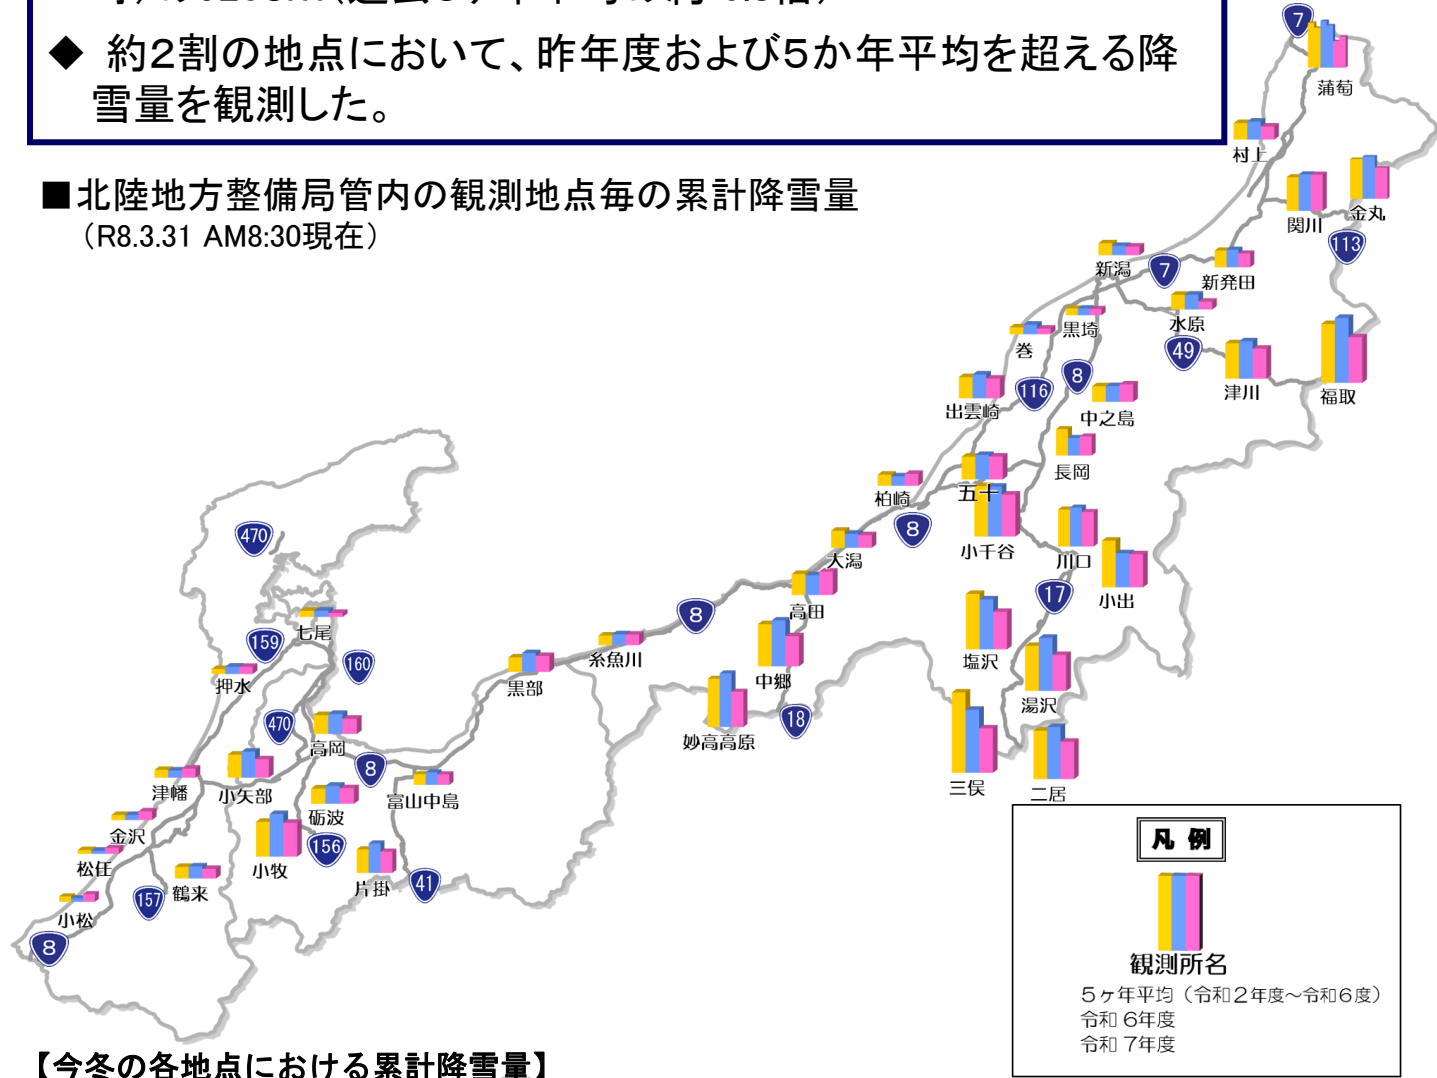 ◆ 約2割の地点において、昨年度および5か年平均を超える降
雪量を観測した。
■北陸地方整備局管内の観測地点毎の累計降雪量
（R8.3.31 AM8:30現在）
7
蒲萄
村上
関川
金丸
113
新潟
7
新発田
水原
49
黒埼
巻
津川
福取
出雲崎
116
8
中之島
長岡
柏崎
五十
8
小千谷
川口
小出
大潟
17
高田
塩沢
湯沢
中郷
妙高高原
18
三俣
二居
8
糸魚川
黒部
470
七尾
159
160
押水
470
高岡
8
津幡
小矢部
砺波
富山中島
金沢
156
松任
小牧
片掛
41
鶴来
157
小松
8
凡 例
観測所名
5ヶ年平均（令和2年度～令和6度）
令和 6年度
令和 7年度
【今冬の各地点における累計降雪量】